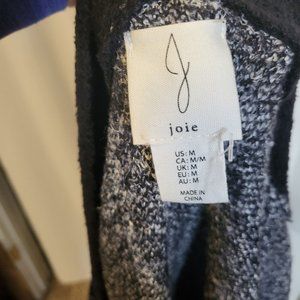 J
joie
US: M
CA: M/M
UK: M
EU: M
AU: M
MADE IN
CHINA